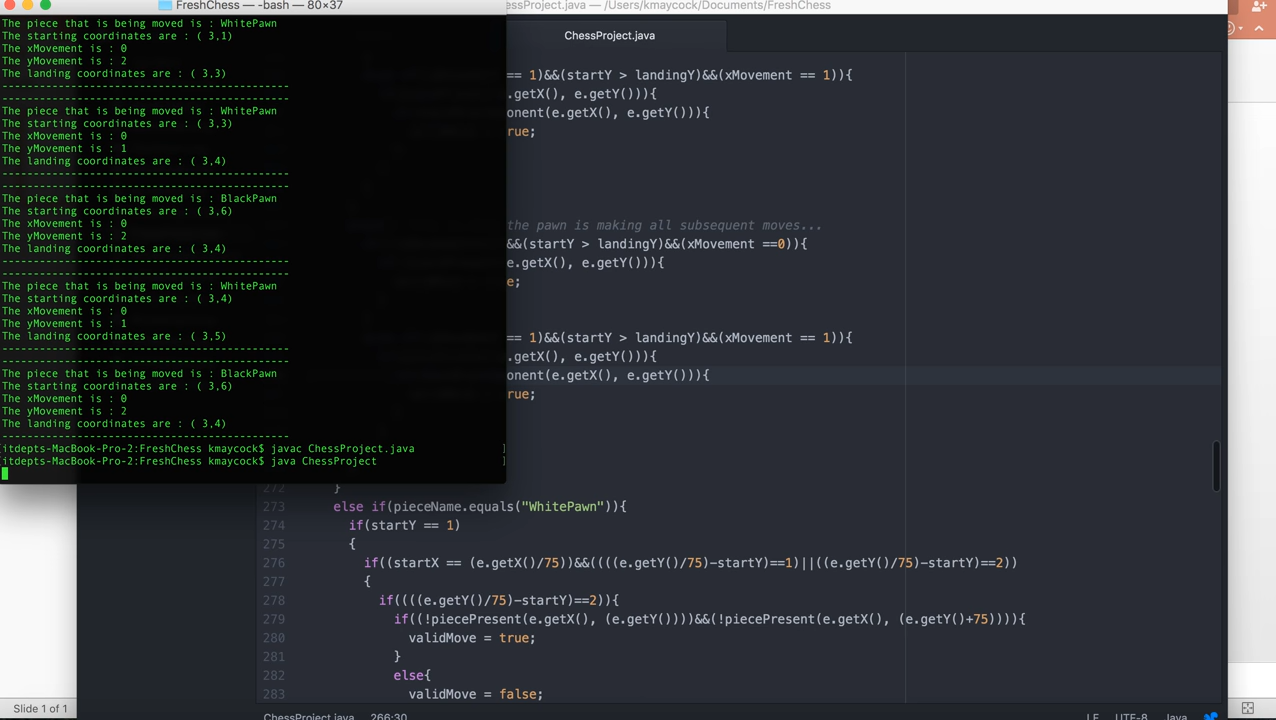 FreshChess — -bash — 80×37
The piece that is being moved is : WhitePawn
The starting coordinates are : ( 3,1)
The xMovement is : 0
The yMovement is : 2
The landing coordinates are : ( 3,3)
----------------------------------------
----------------------------------------
The piece that is being moved is : WhitePawn
The starting coordinates are : ( 3,3)
The xMovement is : 0
The yMovement is : 1
The landing coordinates are : ( 3,4)
----------------------------------------
----------------------------------------
The piece that is being moved is : BlackPawn
The starting coordinates are : ( 3,6)
The xMovement is : 0
The yMovement is : 2
The landing coordinates are : ( 3,4)
----------------------------------------
----------------------------------------
The piece that is being moved is : WhitePawn
The starting coordinates are : ( 3,4)
The xMovement is : 0
The yMovement is : 1
The landing coordinates are : ( 3,5)
----------------------------------------
----------------------------------------
The piece that is being moved is : BlackPawn
The starting coordinates are : ( 3,6)
The xMovement is : 0
The yMovement is : 2
The landing coordinates are : ( 3,4)
----------------------------------------
[itdepts-MacBook-Pro-2:FreshChess kmaycock$ javac ChessProject.java ]
[itdepts-MacBook-Pro-2:FreshChess kmaycock$ java ChessProject ]
essProject.java — /Users/kmaycock/Documents/FreshChess
ChessProject.java
== 1)&&(startY > landingY)&&(xMovement == 1)){
.getX(), e.getY())){
onent(e.getX(), e.getY())){
rue;
the pawn is making all subsequent moves...
&&(startY > landingY)&&(xMovement ==0)){
e.getX(), e.getY())){
e;
== 1)&&(startY > landingY)&&(xMovement == 1)){
.getX(), e.getY())){
onent(e.getX(), e.getY())){
rue;
272 }
273 else if(pieceName.equals("WhitePawn")){
274 if(startY == 1)
275 {
276 if((startX == (e.getX()/75))&&((((e.getY()/75)-startY)==1)||((e.getY()/75)-startY)==2))
277 {
278 if((((e.getY()/75)-startY)==2)){
279 if((!piecePresent(e.getX(), (e.getY())))&&(!piecePresent(e.getX(), (e.getY()+75)))){
280 validMove = true;
281 }
282 else{
283 validMove = false;
ChessProject.java 266:30 LF UTF-8 Java
Slide 1 of 1